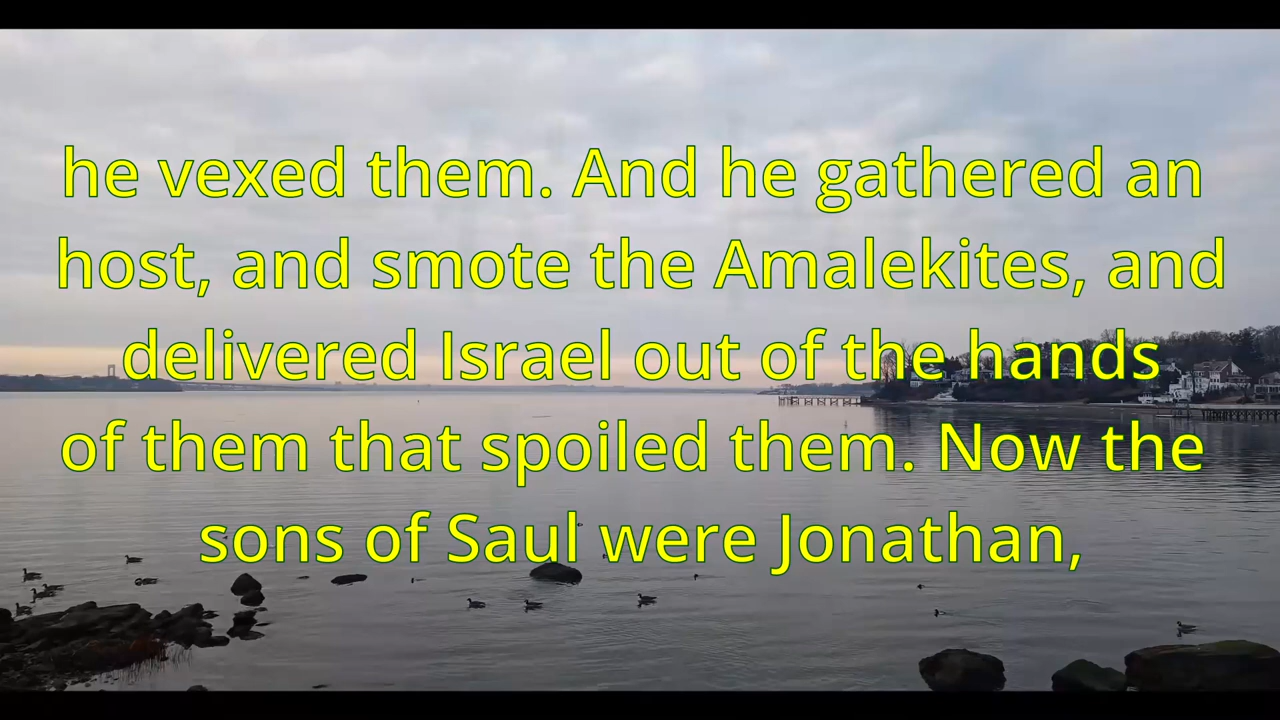 he vexed them. And he gathered an
host, and smote the Amalekites, and
delivered Israel out of the hands
of them that spoiled them. Now the
sons of Saul were Jonathan,